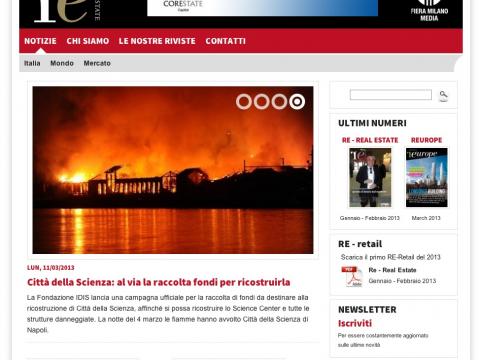 re
ESTATE
CORESTATE
Capital
FIERA MILANO
MEDIA
NOTIZIE CHI SIAMO LE NOSTRE RIVISTE CONTATTI
Italia Mondo Mercato
ULTIMI NUMERI
RE - REAL ESTATE REUROPE
Gennaio - Febbraio 2013 March 2013
RE - retail
Scarica il primo RE-Retail del 2013
PDF
Re - Real Estate
Gennaio - Febbraio 2013
LUN, 11/03/2013
Città della Scienza: al via la raccolta fondi per ricostruirla
La Fondazione IDIS lancia una campagna ufficiale per la raccolta di fondi da destinare alla
ricostruzione di Città della Scienza, affinché si possa ricostruire lo Science Center e tutte le
strutture danneggiate. La notte del 4 marzo le fiamme hanno avvolto Città della Scienza di
Napoli.
NEWSLETTER
Iscriviti
Per essere costantemente aggiornato
sulle ultime novità